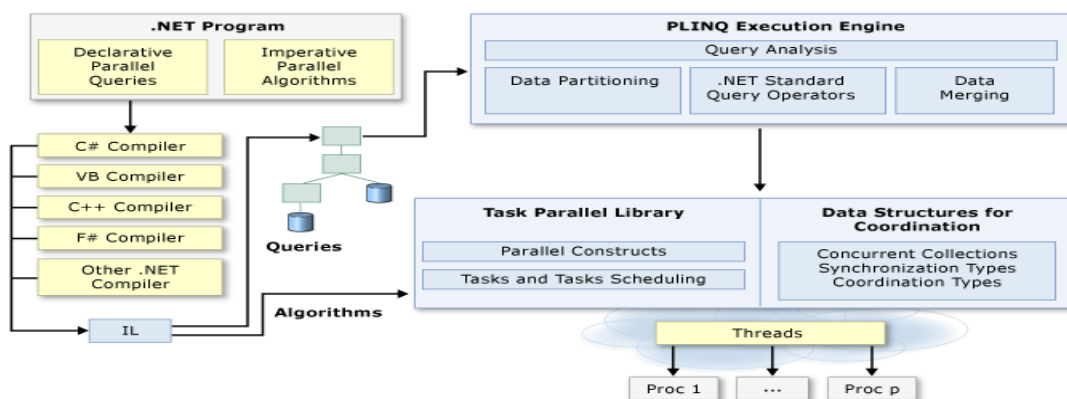 .NET Program
Declarative
Parallel
Queries
Imperative
Parallel
Algorithms
C# Compiler
VB Compiler
C++ Compiler
F# Compiler
Other .NET
Compiler
IL
Queries
Algorithms
PLINQ Execution Engine
Query Analysis
Data Partitioning
.NET Standard
Query Operators
Data
Merging
Task Parallel Library
Parallel Constructs
Tasks and Tasks Scheduling
Data Structures for
Coordination
Concurrent Collections
Synchronization Types
Coordination Types
Threads
Proc 1
...
Proc p